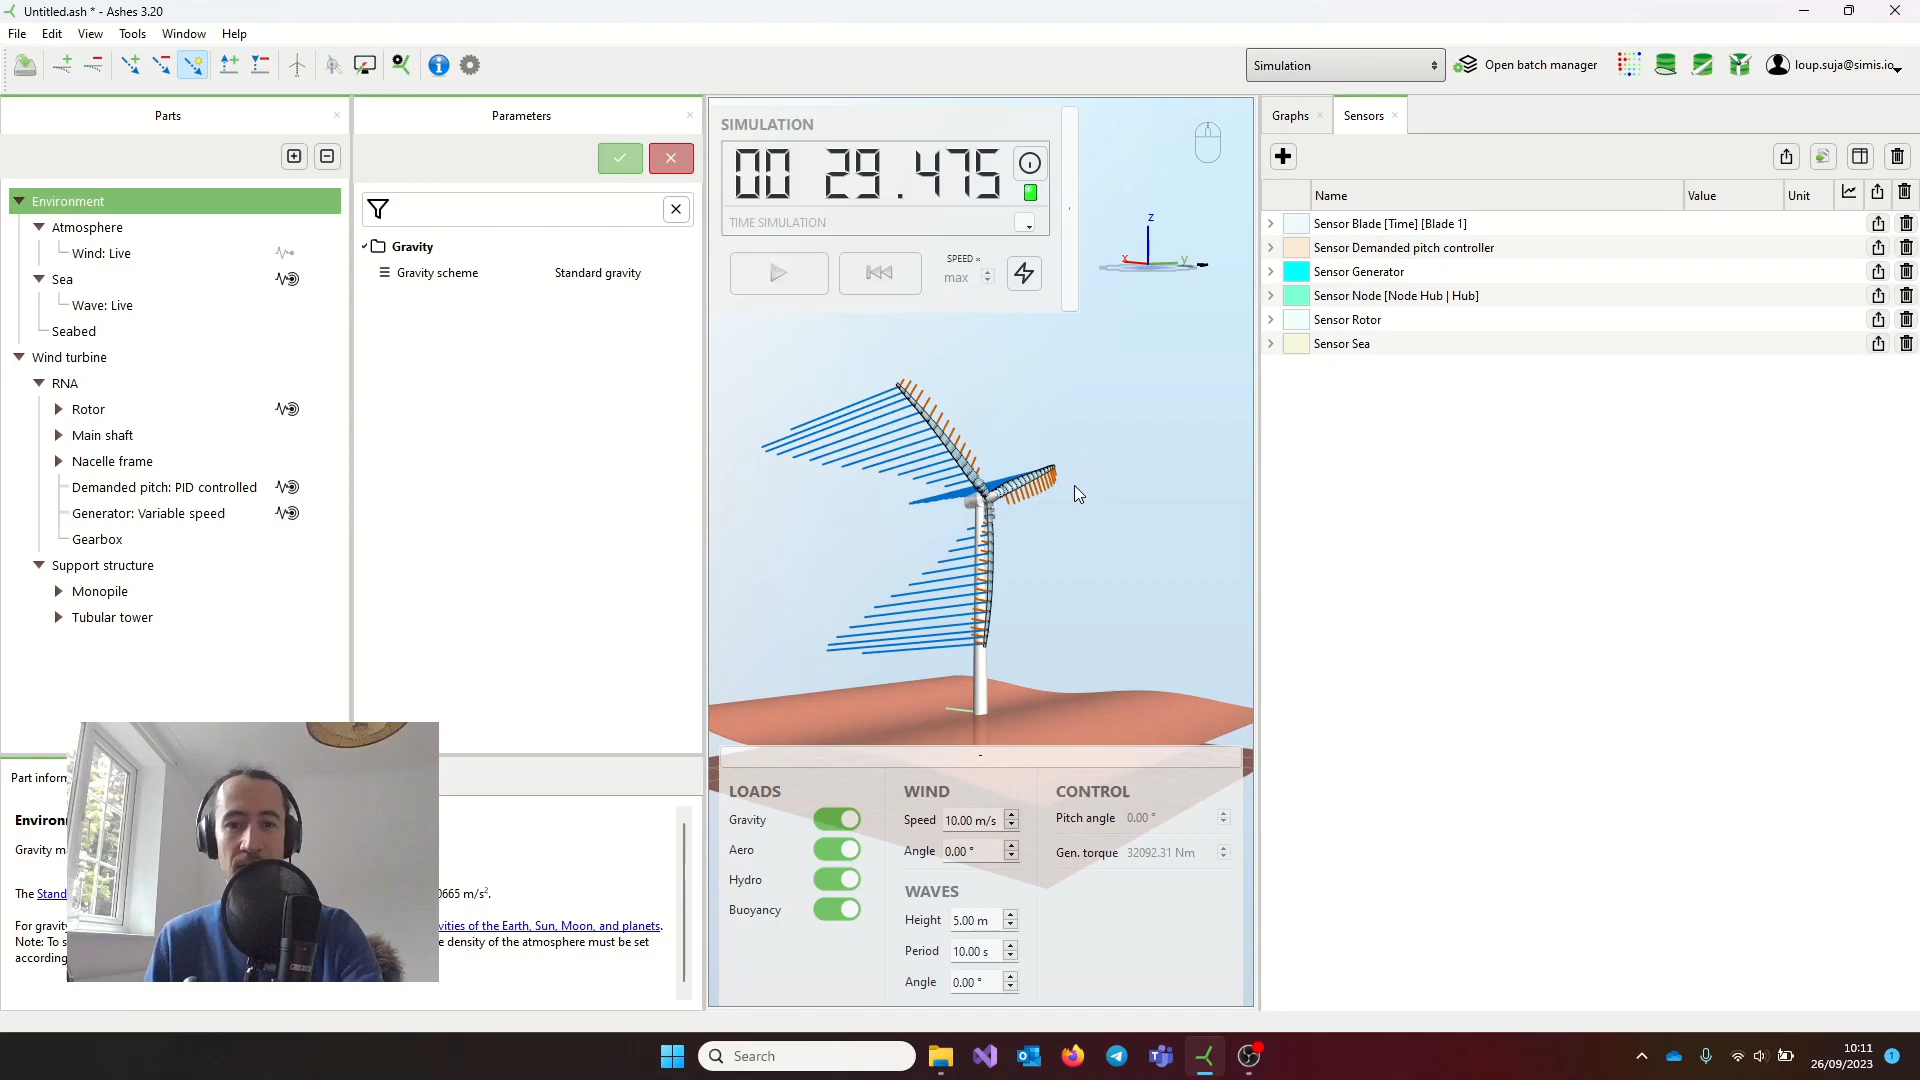 Untitled.ash * - Ashes 3.20
File Edit View Tools Window Help
Simulation
Open batch manager
loup.suja@simis.io
Parts
Parameters
Graphs
Sensors
Environment
Atmosphere
Wind: Live
Sea
Wave: Live
Seabed
Wind turbine
RNA
Rotor
Main shaft
Nacelle frame
Demanded pitch: PID controlled
Generator: Variable speed
Gearbox
Support structure
Monopile
Tubular tower
Gravity
Gravity scheme Standard gravity
SIMULATION
00 29.475
TIME SIMULATION
SPEED ×
max
z
x
y
Name Value Unit
Sensor Blade [Time] [Blade 1]
Sensor Demanded pitch controller
Sensor Generator
Sensor Node [Node Hub | Hub]
Sensor Rotor
Sensor Sea
Part inform
Environ
Gravity m
The Stand 0665 m/s².
For gravit vities of the Earth, Sun, Moon, and planets.
Note: To s e density of the atmosphere must be set
accordin
LOADS
Gravity
Aero
Hydro
Buoyancy
WIND
Speed 10.00 m/s
Angle 0.00 °
WAVES
Height 5.00 m
Period 10.00 s
Angle 0.00 °
CONTROL
Pitch angle 0.00 °
Gen. torque 32092.31 Nm
Search
10:11
26/09/2023
1